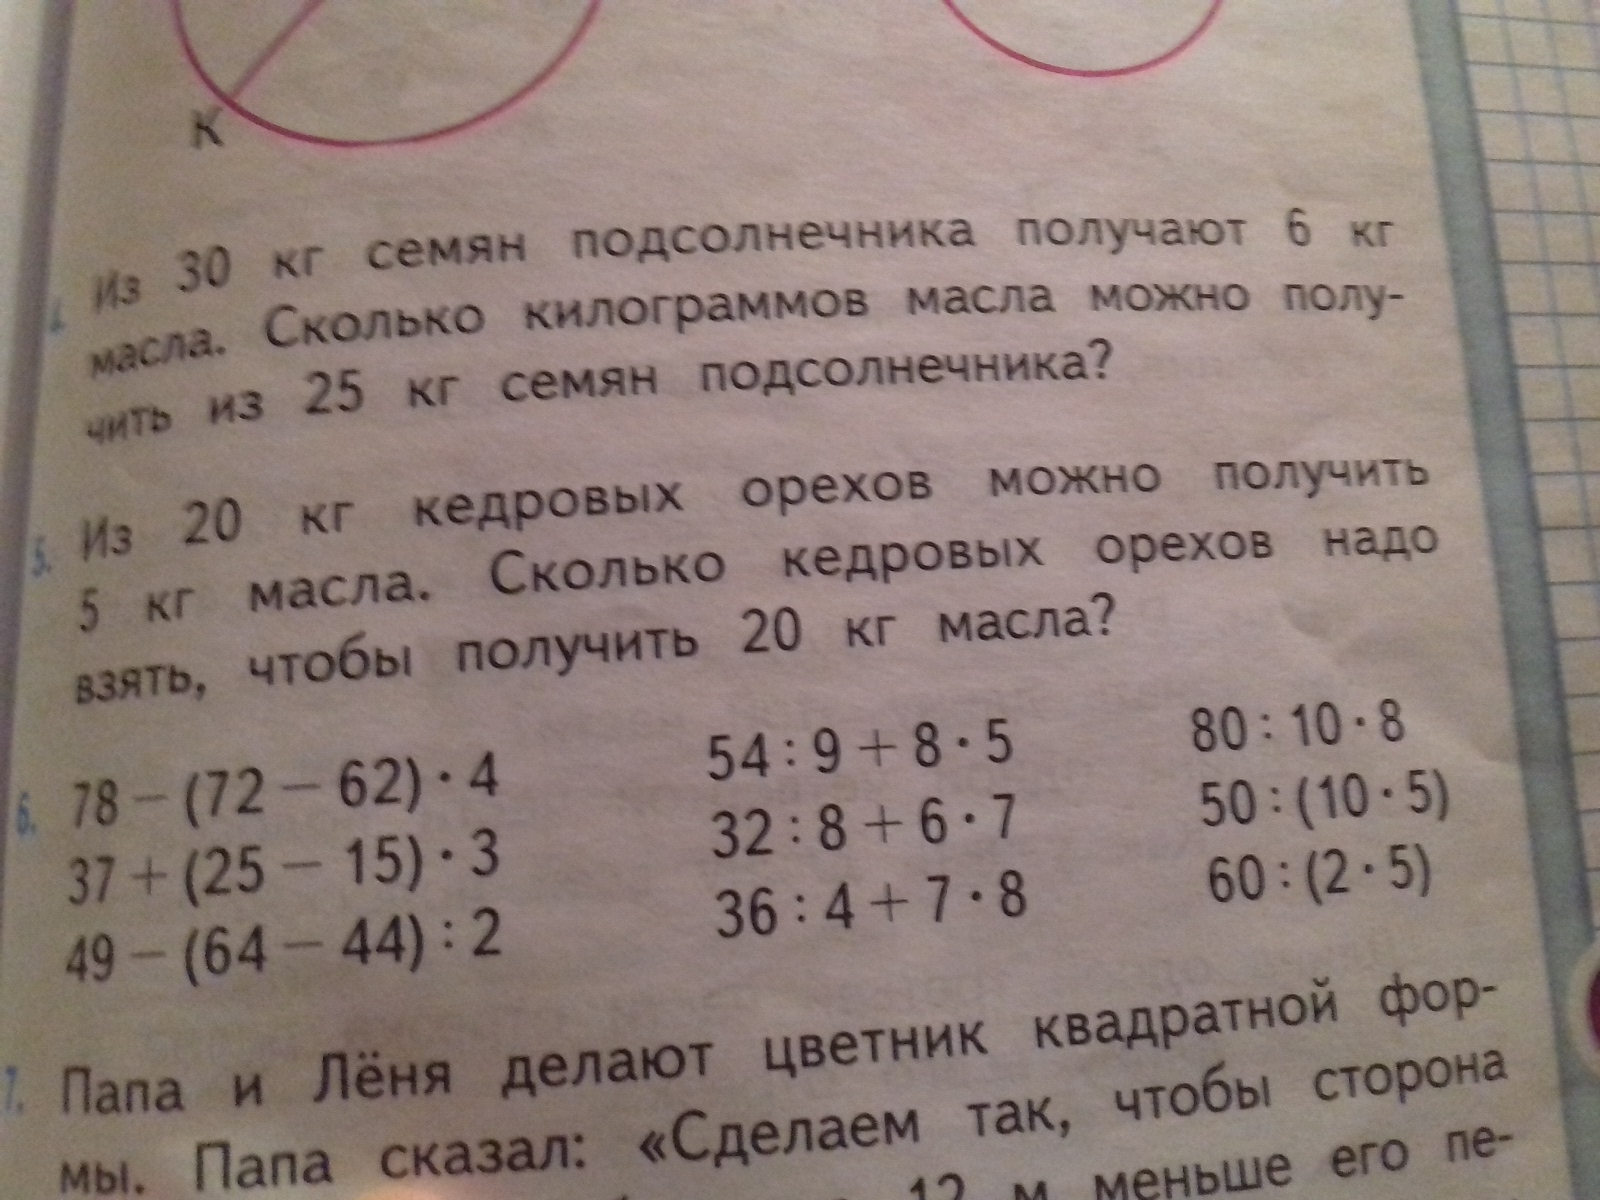 К
4. Из 30 кг семян подсолнечника получают 6 кг
масла. Сколько килограммов масла можно полу-
чить из 25 кг семян подсолнечника?
5. Из 20 кг кедровых орехов можно получить
5 кг масла. Сколько кедровых орехов надо
взять, чтобы получить 20 кг масла?
6. 78 − (72 − 62) · 4 54 : 9 + 8 · 5 80 : 10 · 8
37 + (25 − 15) · 3 32 : 8 + 6 · 7 50 : (10 · 5)
49 − (64 − 44) : 2 36 : 4 + 7 · 8 60 : (2 · 5)
7. Папа и Лёня делают цветник квадратной фор-
мы. Папа сказал: «Сделаем так, чтобы сторона
12 м меньше его пе-